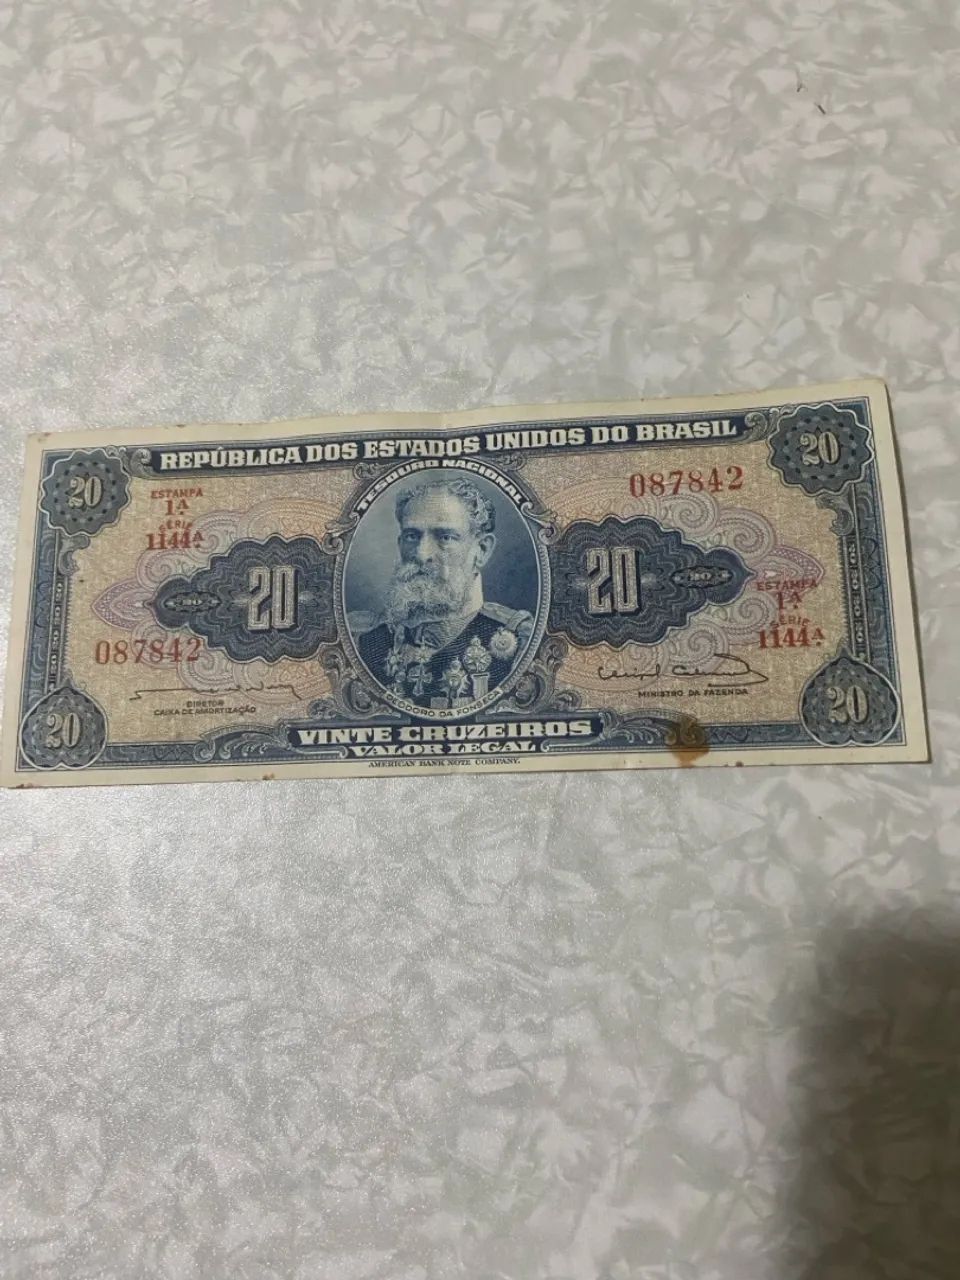 REPÚBLICA DOS ESTADOS UNIDOS DO BRASIL
TESOURO NACIONAL
20
20
087842
ESTAMPA
1A
SÉRIE
1144A.
20
20
ESTAMPA
1A
SÉRIE
1144A.
087842
DIRETOR
CAIXA DE AMORTIZAÇÃO
DEODORO DA FONSECA
MINISTRO DA FAZENDA
20
20
VINTE CRUZEIROS
VALOR LEGAL
AMERICAN BANK NOTE COMPANY.